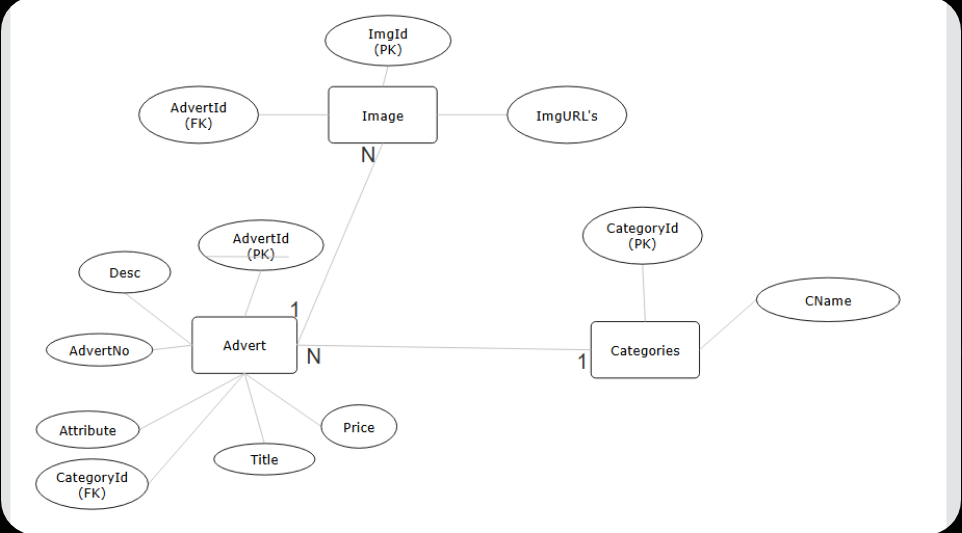 ImgId
(PK)
AdvertId
(FK)
Image
ImgURL's
N
AdvertId
(PK)
CategoryId
(PK)
Desc
CName
1
Advert
AdvertNo
N
1
Categories
Attribute
Price
Title
CategoryId
(FK)